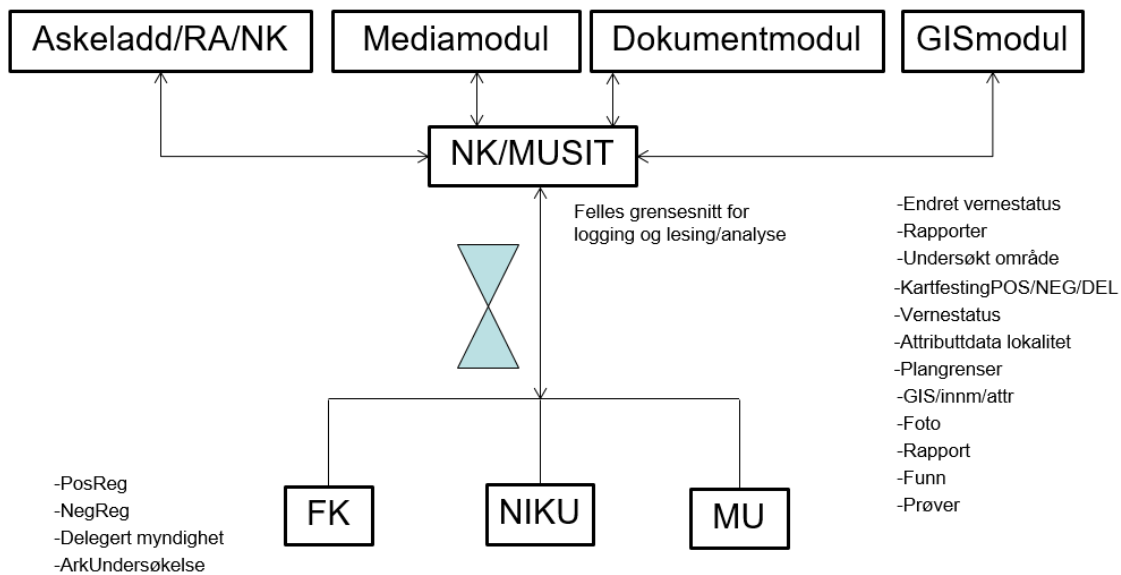 Askeladd/RA/NK
Mediamodul
Dokumentmodul
GISmodul
NK/MUSIT
Felles grensesnitt for
logging og lesing/analyse
-Endret vernestatus
-Rapporter
-Undersøkt område
-KartfestingPOS/NEG/DEL
-Vernestatus
-Attributtdata lokalitet
-Plangrenser
-GIS/innm/attr
-Foto
-Rapport
-Funn
-Prøver
-PosReg
-NegReg
-Delegert myndighet
-ArkUndersøkelse
FK
NIKU
MU